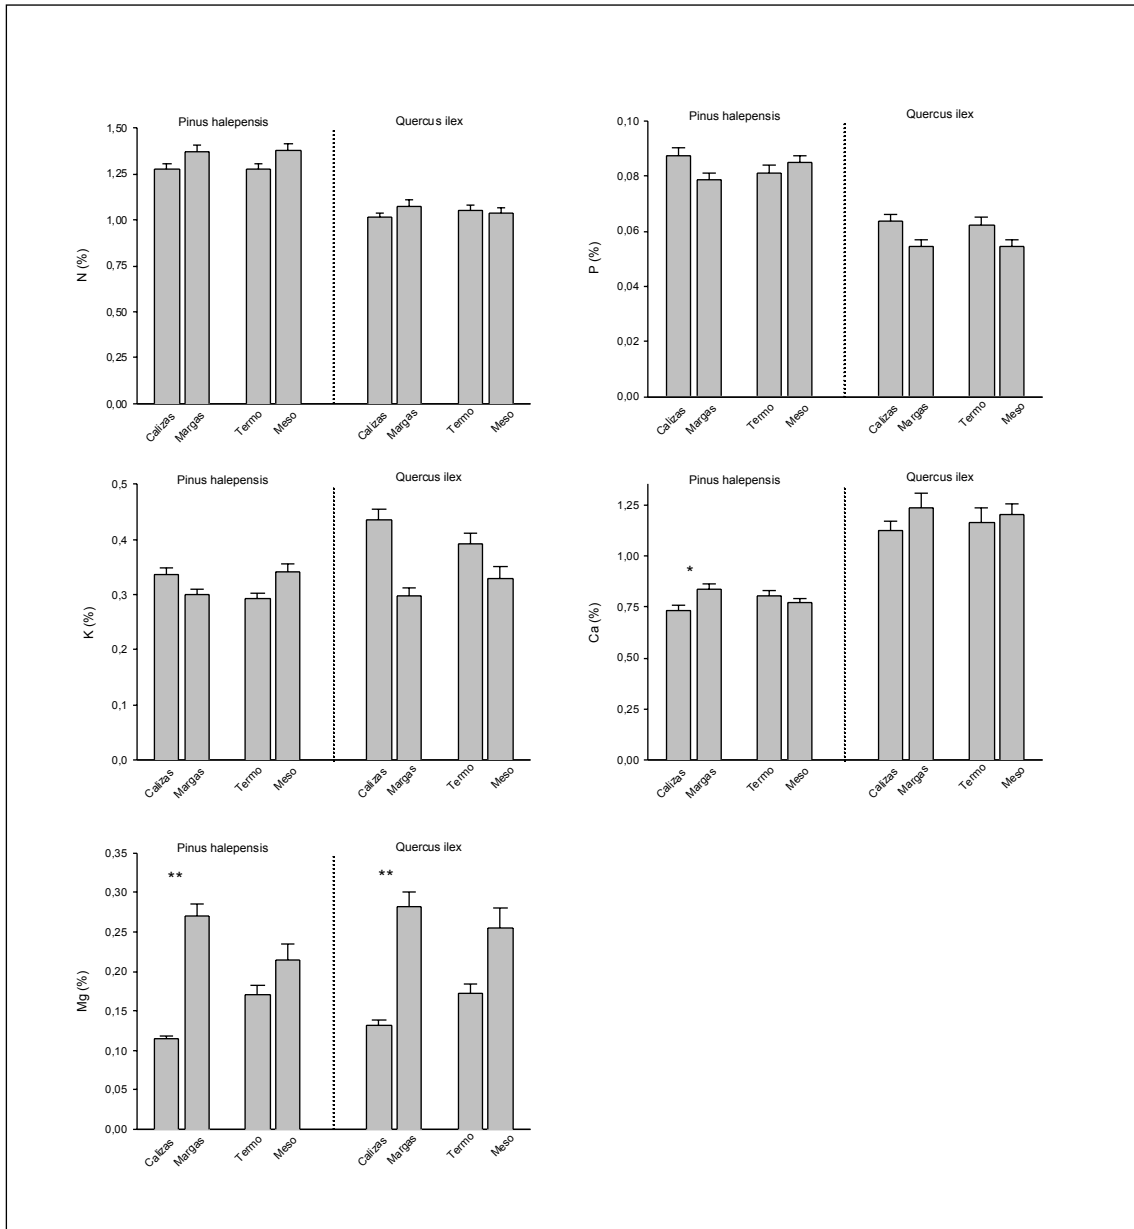 Pinus halepensis
Quercus ilex
N (%)
1,50
1,25
1,00
0,75
0,50
0,25
0,00
Calizas
Margas
Termo
Meso
Calizas
Margas
Termo
Meso
Pinus halepensis
Quercus ilex
P (%)
0,10
0,08
0,06
0,04
0,02
0,00
Calizas
Margas
Termo
Meso
Calizas
Margas
Termo
Meso
Pinus halepensis
Quercus ilex
K (%)
0,5
0,4
0,3
0,2
0,1
0,0
Calizas
Margas
Termo
Meso
Calizas
Margas
Termo
Meso
Pinus halepensis
Quercus ilex
Ca (%)
1,25
1,00
*
0,75
0,50
0,25
0,00
Calizas
Margas
Termo
Meso
Calizas
Margas
Termo
Meso
Pinus halepensis
Quercus ilex
Mg (%)
0,35
** **
0,30
0,25
0,20
0,15
0,10
0,05
0,00
Calizas
Margas
Termo
Meso
Calizas
Margas
Termo
Meso